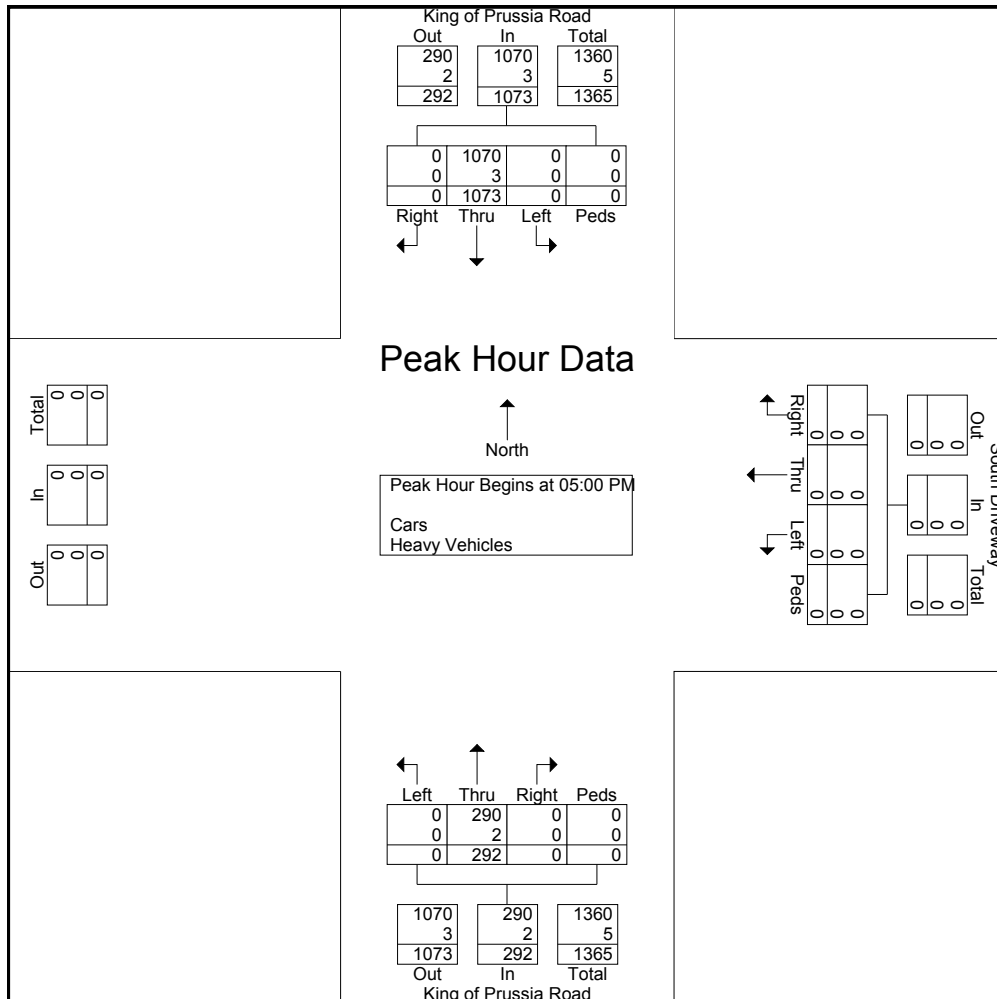 King of Prussia Road
Out In Total
290 1070 1360
2 3 5
292 1073 1365
0 1070 0 0
0 3 0 0
0 1073 0 0
Right Thru Left Peds
Peak Hour Data
North
Peak Hour Begins at 05:00 PM
Cars
Heavy Vehicles
Total
0 0 0
In
0 0 0
Out
0 0 0
Right Thru Left Peds
0 0 0 0
0 0 0 0
0 0 0 0
0 0 0
0 0 0
0 0 0
Out In Total
South Driveway
Left Thru Right Peds
0 290 0 0
0 2 0 0
0 292 0 0
1070 290 1360
3 2 5
1073 292 1365
Out In Total
King of Prussia Road